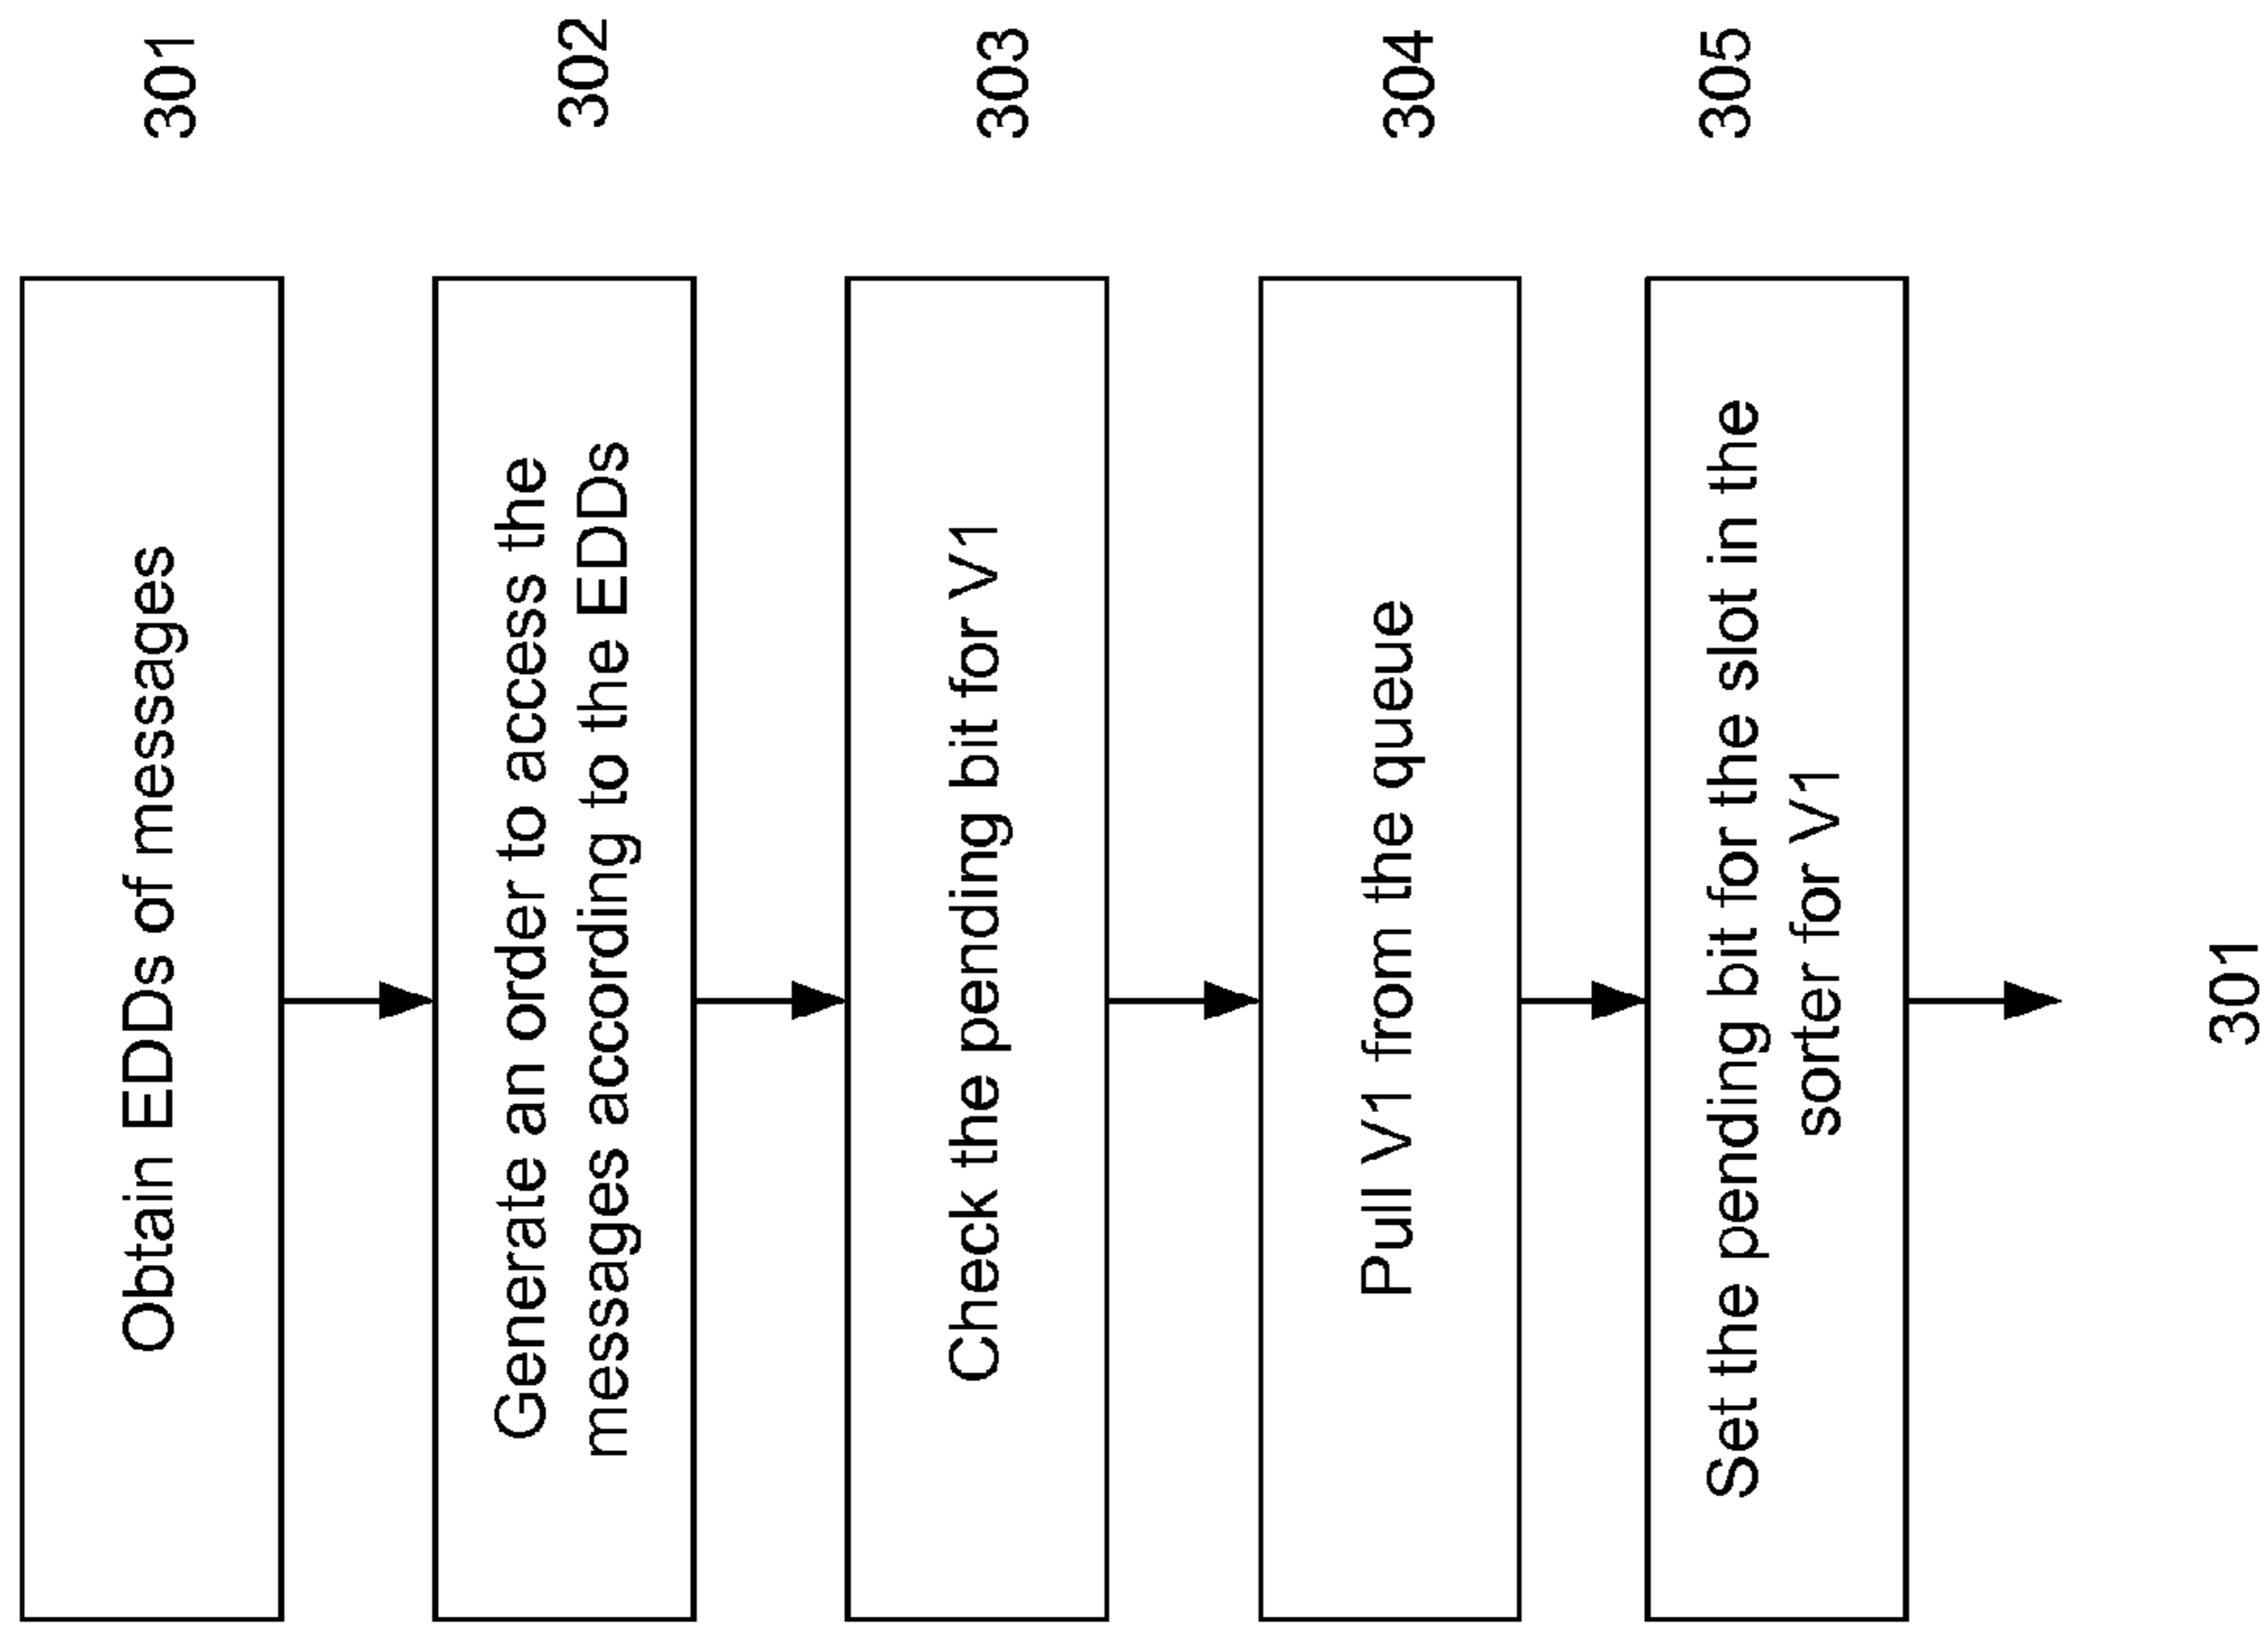 Obtain EDDs of messages
301
Generate an order to access the
messages according to the EDDs
302
Check the pending bit for V1
303
Pull V1 from the queue
304
Set the pending bit for the slot in the
sorter for V1
305
301